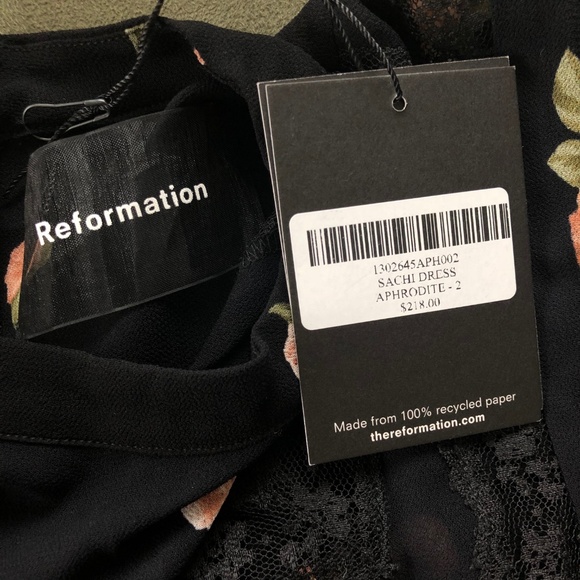 Reformation
1302645APH002
SACHI DRESS
APHRODITE - 2
$218.00
Made from 100% recycled paper
thereformation.com